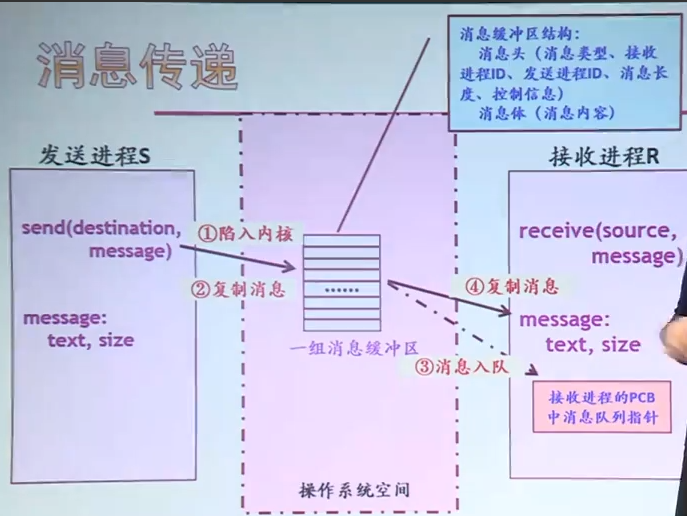 消息传递
消息缓冲区结构：
消息头（消息类型、接收
进程ID、发送进程ID、消息长
度、控制信息）
消息体（消息内容）
发送进程S
接收进程R
send(destination,
message)
①陷入内核
②复制消息
message:
text, size
......
一组消息缓冲区
④复制消息
③消息入队
receive(source,
message)
message:
text, size
接收进程的PCB
中消息队列指针
操作系统空间